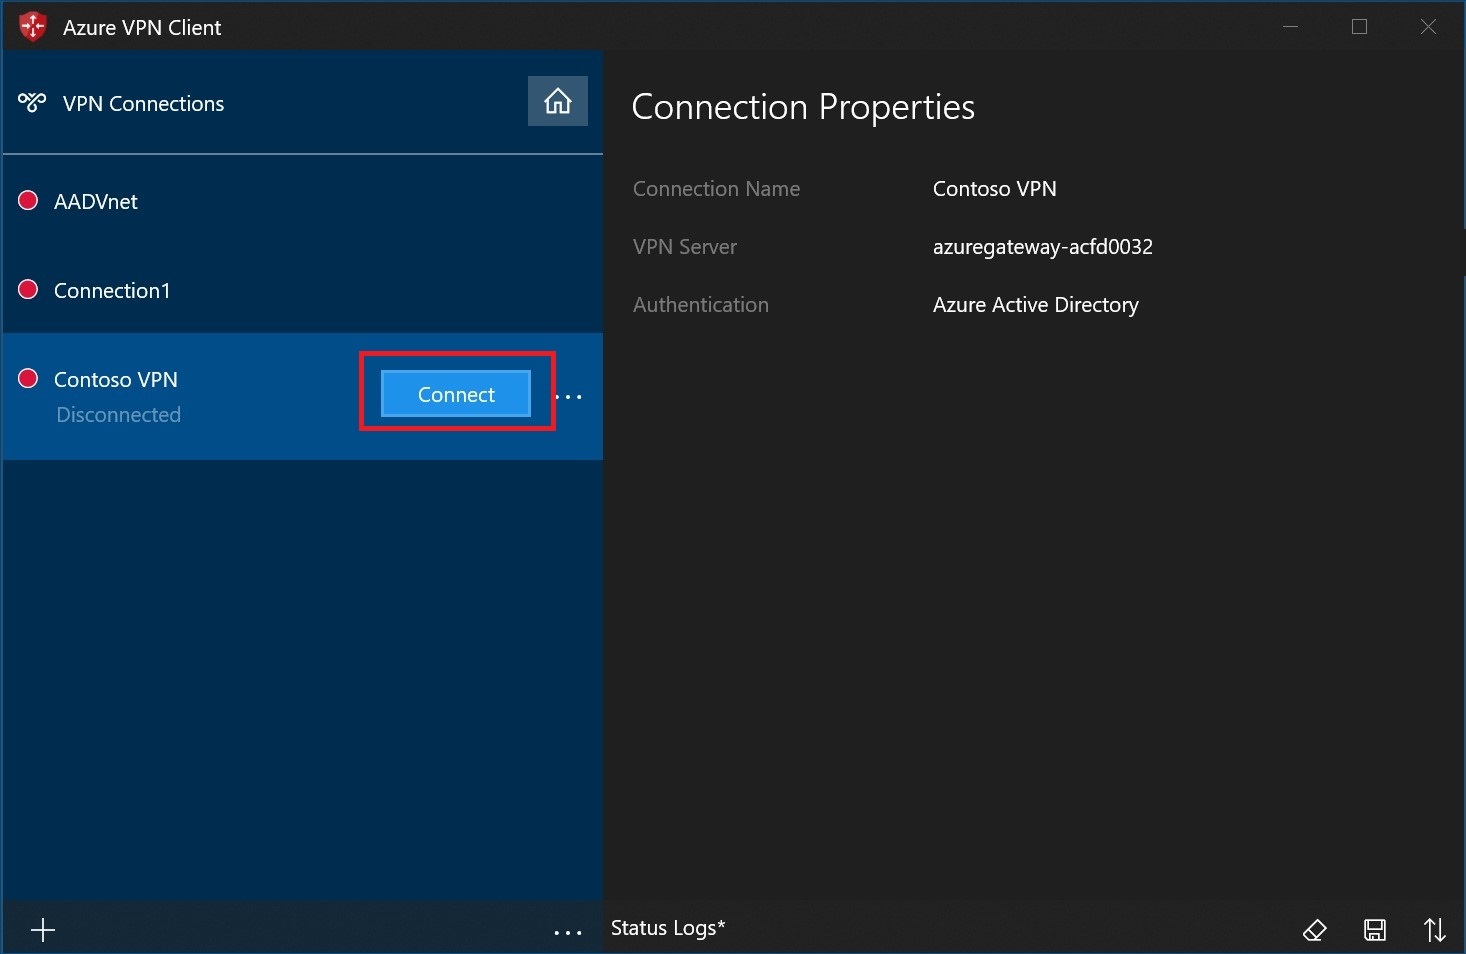 Azure VPN Client
VPN Connections
AADVnet
Connection1
Contoso VPN
Disconnected
Connect
Connection Properties
Connection Name Contoso VPN
VPN Server azuregateway-acfd0032
Authentication Azure Active Directory
Status Logs*